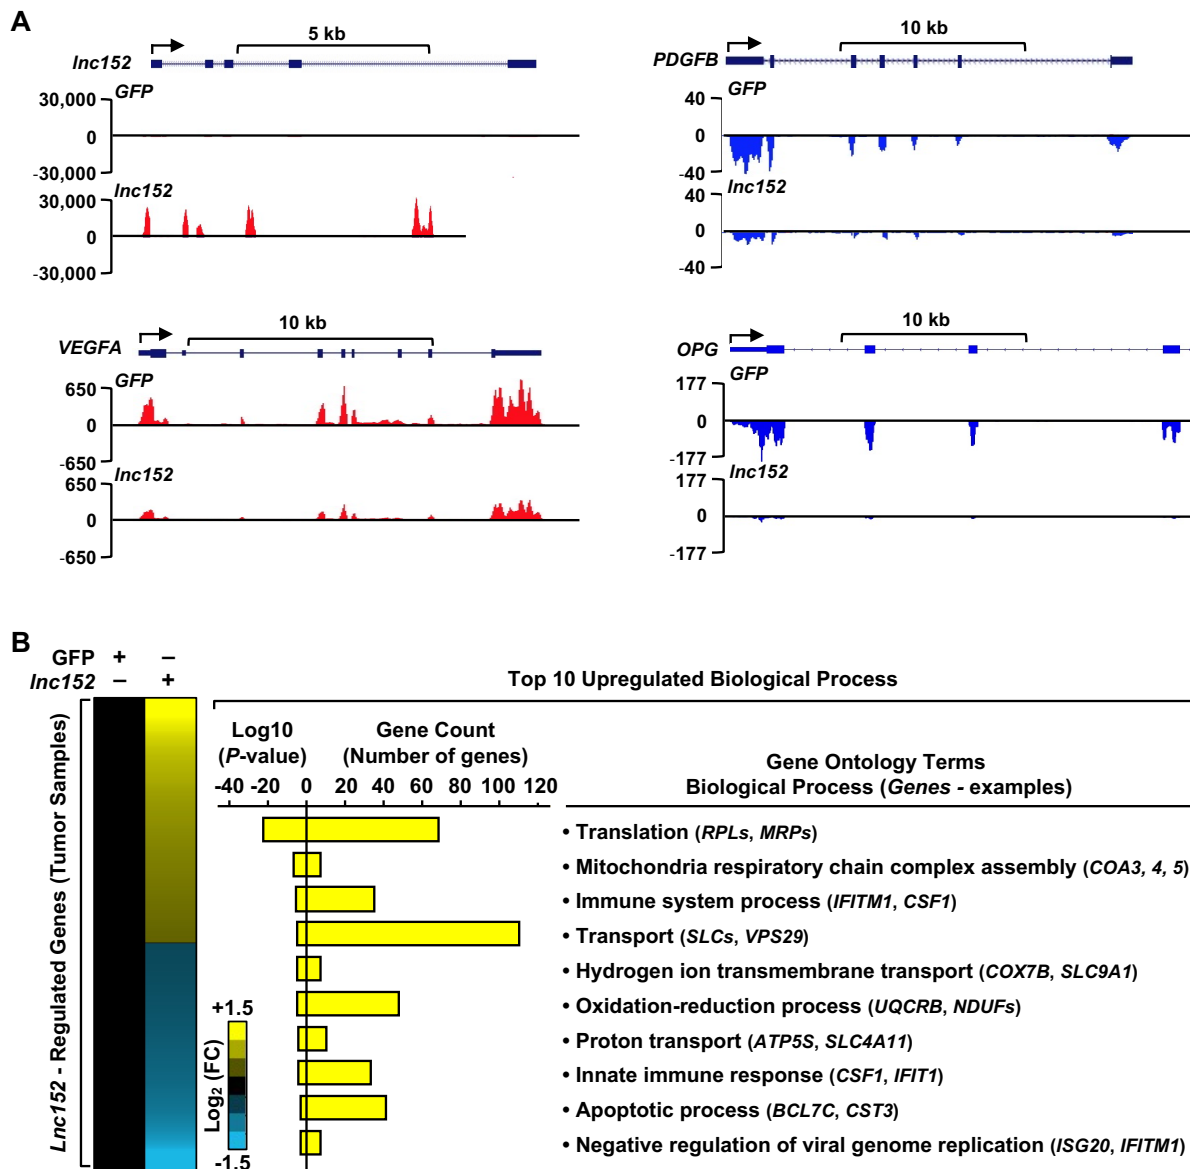 A
lnc152
5 kb
GFP
30,000
0
-30,000
lnc152
30,000
0
-30,000
PDGFB
10 kb
GFP
40
0
-40
lnc152
40
0
-40
VEGFA
10 kb
GFP
650
0
-650
lnc152
650
0
-650
OPG
10 kb
GFP
177
0
-177
lnc152
177
0
-177
B
GFP + –
lnc152 – +
Lnc152 - Regulated Genes (Tumor Samples)
+1.5
Log2 (FC)
-1.5
Top 10 Upregulated Biological Process
Log10
(P-value)
Gene Count
(Number of genes)
-40 -20 0 20 40 60 80 100 120
Gene Ontology Terms
Biological Process (Genes - examples)
• Translation (RPLs, MRPs)
• Mitochondria respiratory chain complex assembly (COA3, 4, 5)
• Immune system process (IFITM1, CSF1)
• Transport (SLCs, VPS29)
• Hydrogen ion transmembrane transport (COX7B, SLC9A1)
• Oxidation-reduction process (UQCRB, NDUFs)
• Proton transport (ATP5S, SLC4A11)
• Innate immune response (CSF1, IFIT1)
• Apoptotic process (BCL7C, CST3)
• Negative regulation of viral genome replication (ISG20, IFITM1)